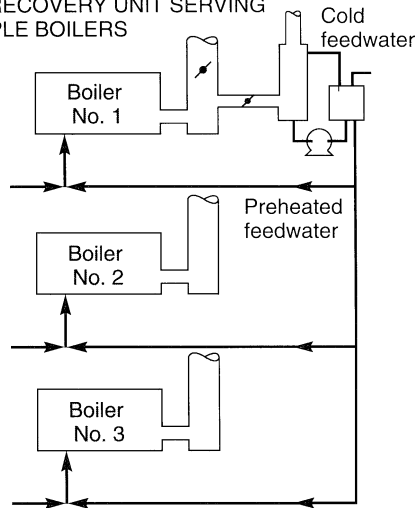 RECOVERY UNIT SERVING
PLE BOILERS
Cold
feedwater
Boiler
No. 1
Preheated
feedwater
Boiler
No. 2
Boiler
No. 3